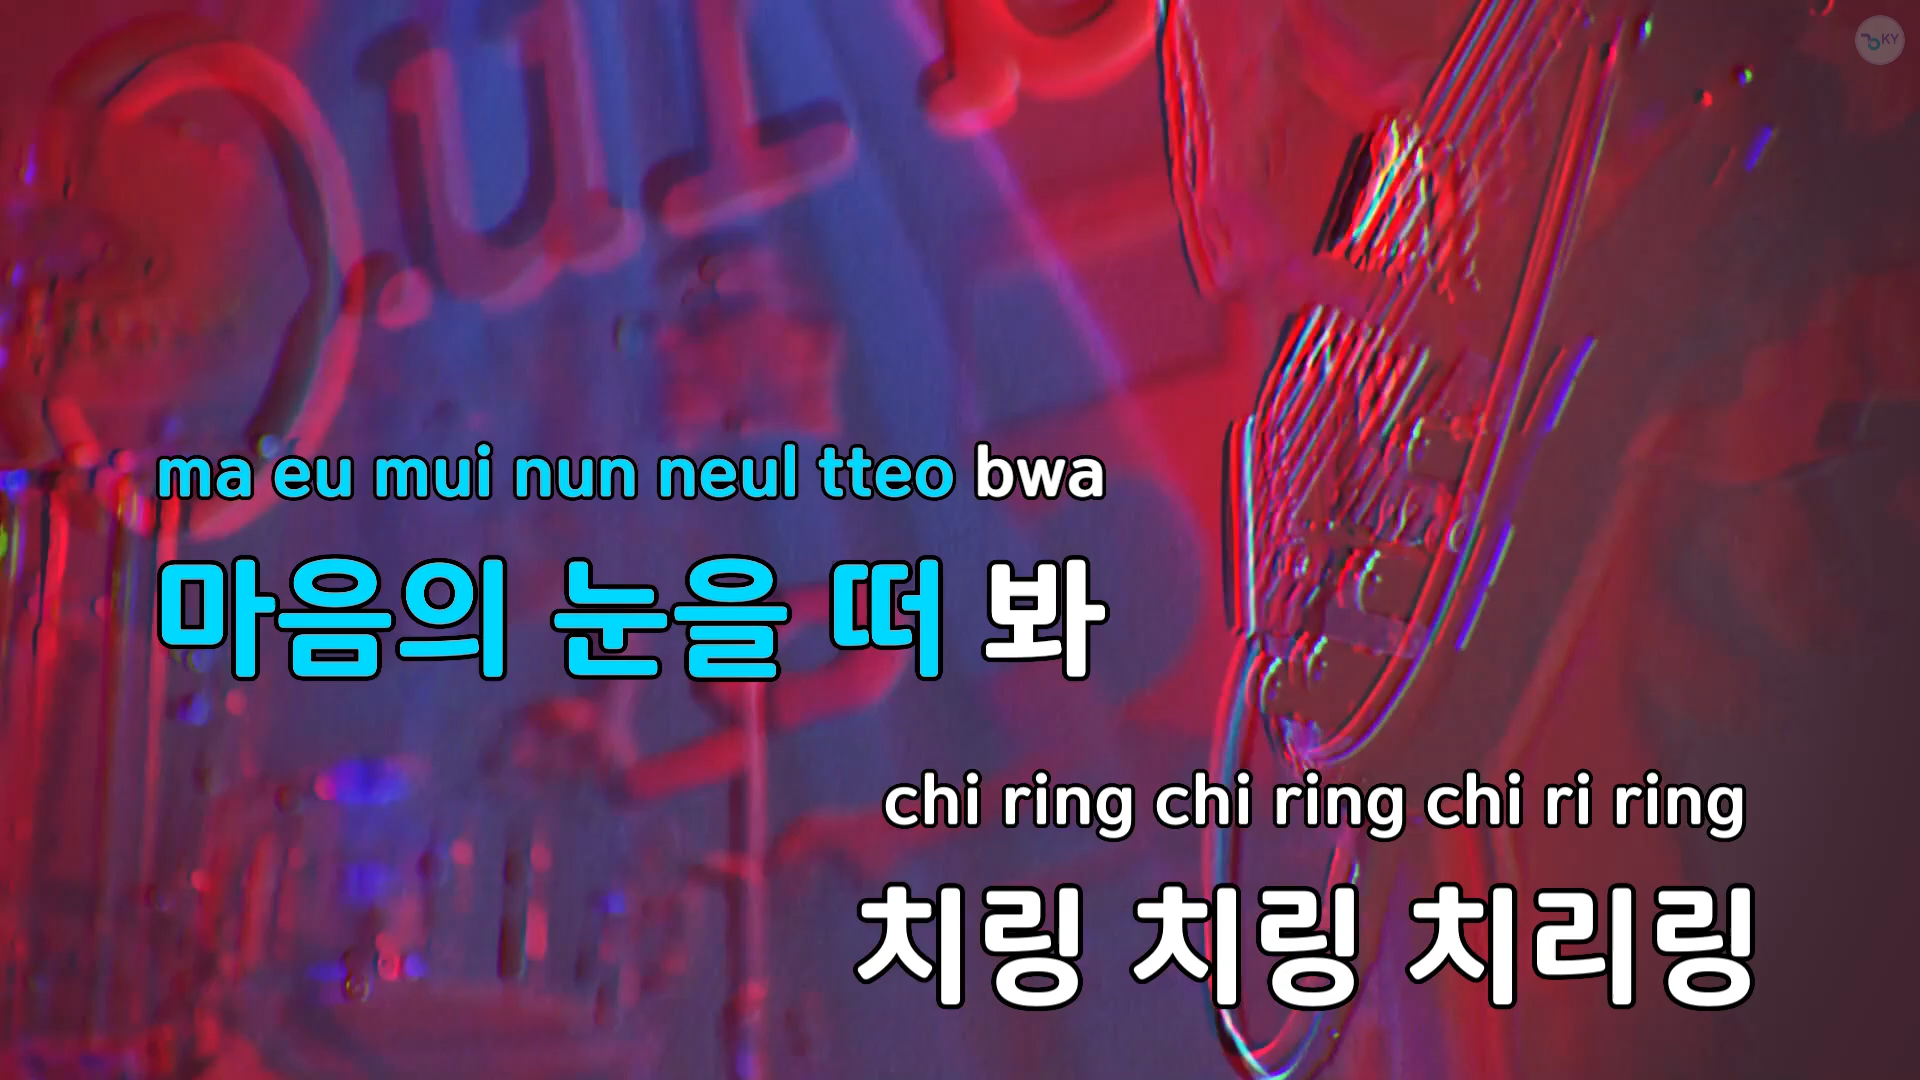 KY
ma eu mui nun neul tteo bwa
마음의 눈을 떠 봐
chi ring chi ring chi ri ring
치링 치링 치리링